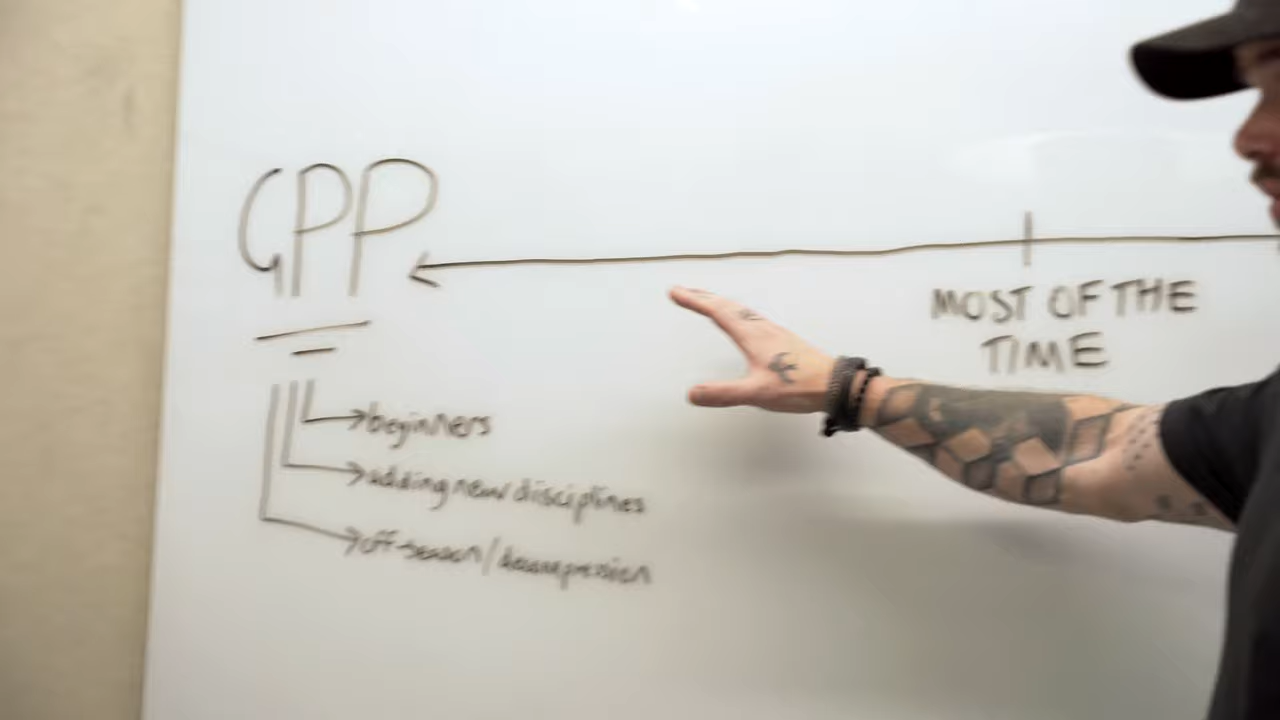 GPP
MOST OF THE
TIME
beginners
adding new disciplines
off-season/decompression